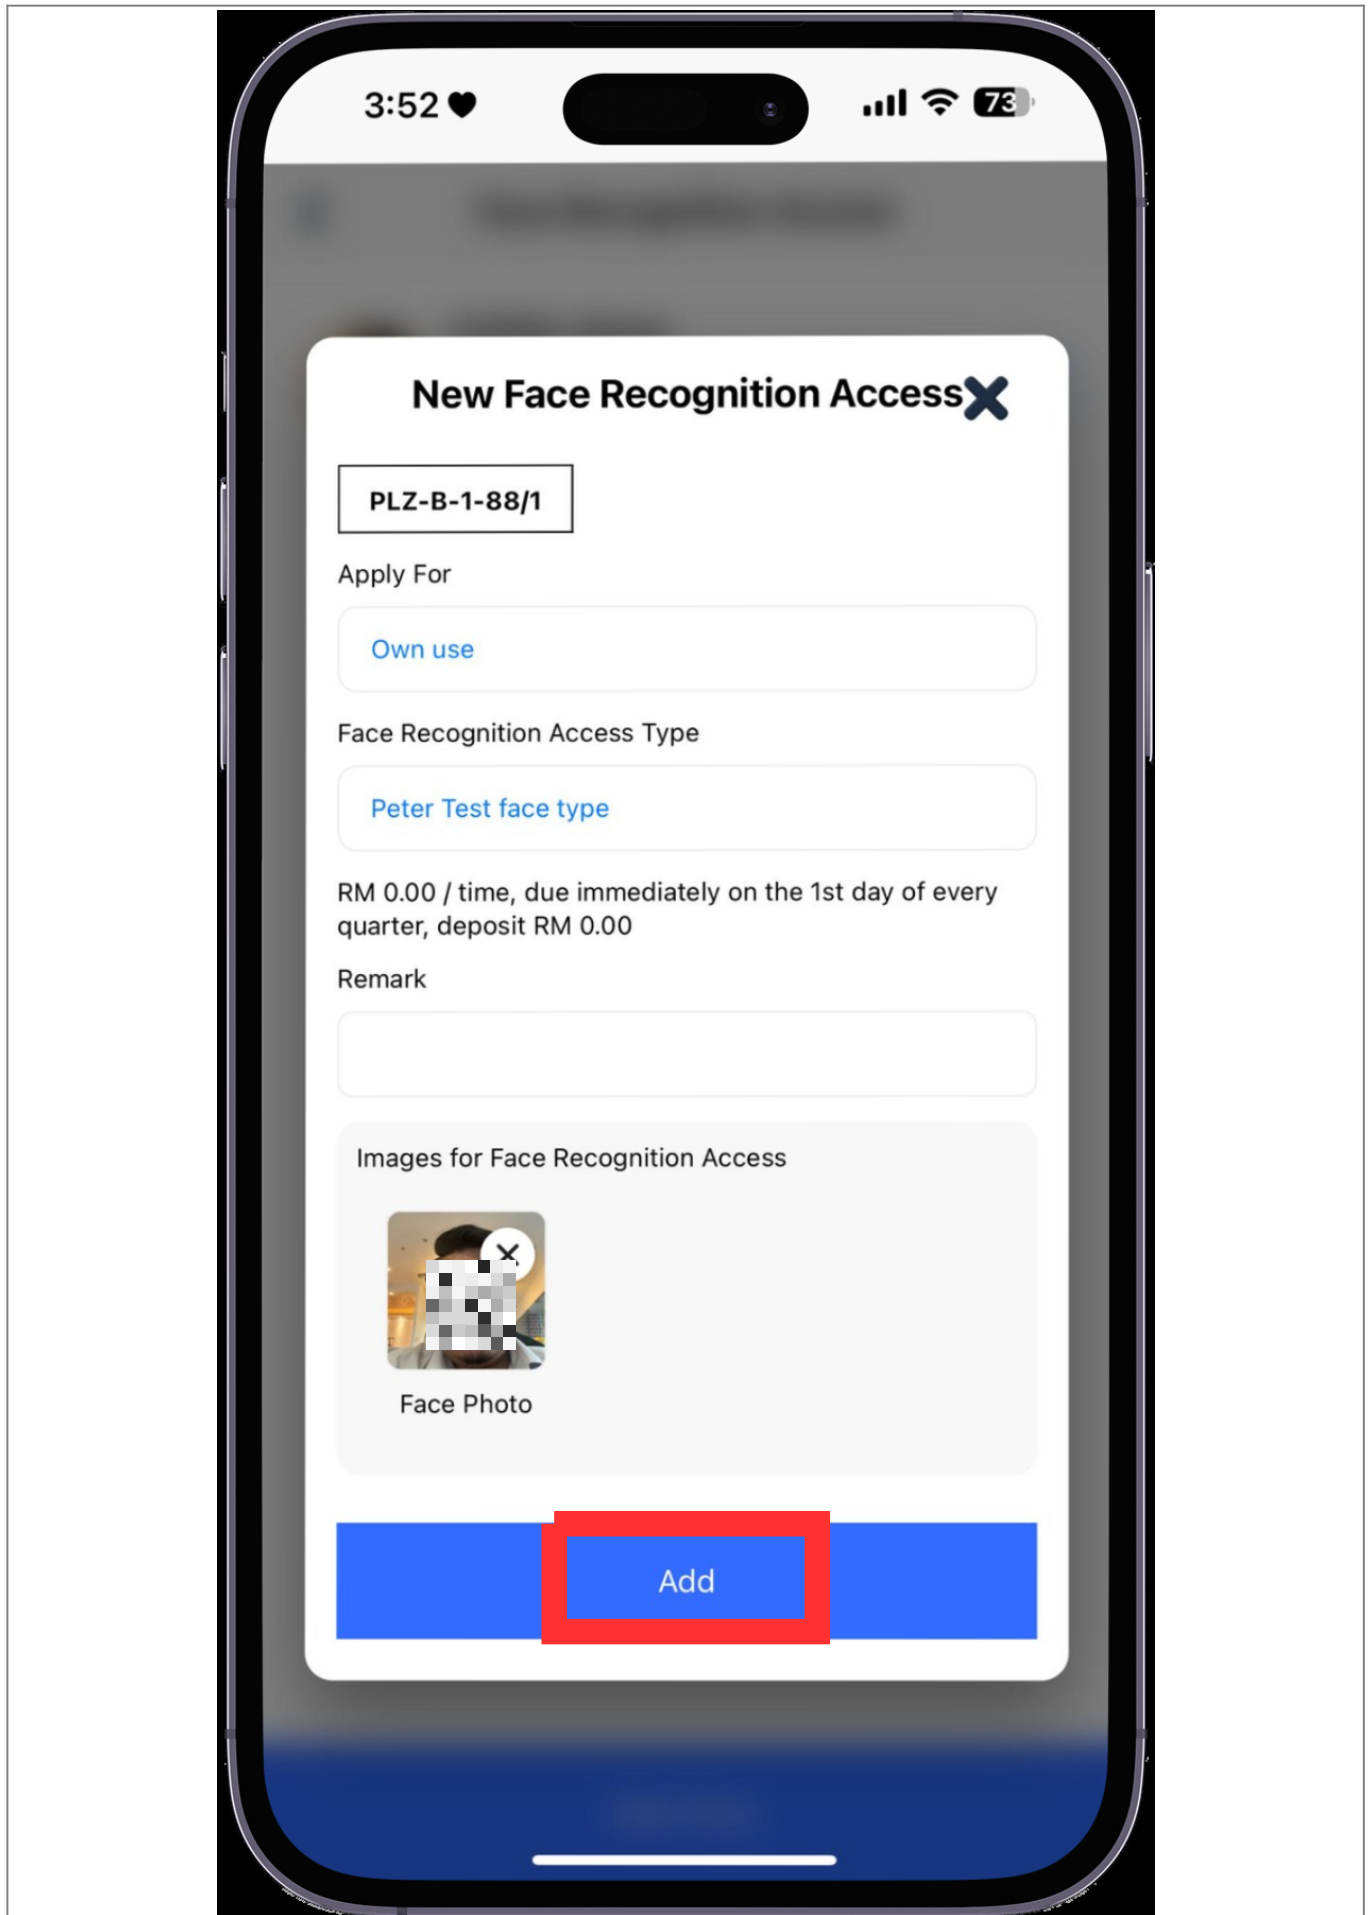 3:52
73
New Face Recognition Access
PLZ-B-1-88/1
Apply For
Own use
Face Recognition Access Type
Peter Test face type
RM 0.00 / time, due immediately on the 1st day of every
quarter, deposit RM 0.00
Remark
Images for Face Recognition Access
Face Photo
Add